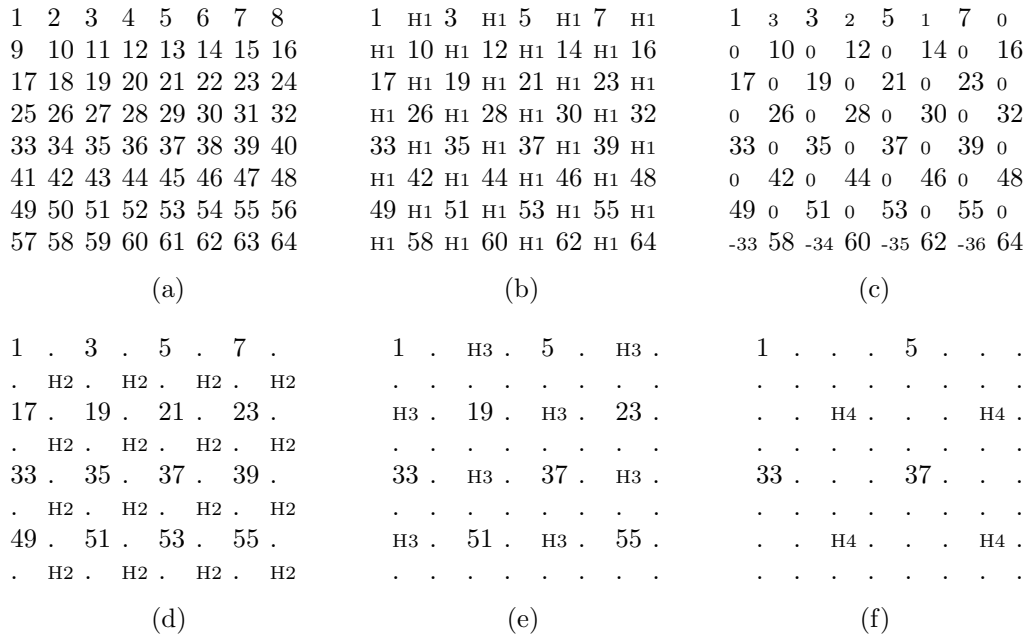 1 2 3 4 5 6 7 8
9 10 11 12 13 14 15 16
17 18 19 20 21 22 23 24
25 26 27 28 29 30 31 32
33 34 35 36 37 38 39 40
41 42 43 44 45 46 47 48
49 50 51 52 53 54 55 56
57 58 59 60 61 62 63 64
(a)
1 H1 3 H1 5 H1 7 H1
H1 10 H1 12 H1 14 H1 16
17 H1 19 H1 21 H1 23 H1
H1 26 H1 28 H1 30 H1 32
33 H1 35 H1 37 H1 39 H1
H1 42 H1 44 H1 46 H1 48
49 H1 51 H1 53 H1 55 H1
H1 58 H1 60 H1 62 H1 64
(b)
1 3 3 2 5 1 7 0
0 10 0 12 0 14 0 16
17 0 19 0 21 0 23 0
0 26 0 28 0 30 0 32
33 0 35 0 37 0 39 0
0 42 0 44 0 46 0 48
49 0 51 0 53 0 55 0
-33 58 -34 60 -35 62 -36 64
(c)
1 . 3 . 5 . 7 .
. H2 . H2 . H2 . H2
17 . 19 . 21 . 23 .
. H2 . H2 . H2 . H2
33 . 35 . 37 . 39 .
. H2 . H2 . H2 . H2
49 . 51 . 53 . 55 .
. H2 . H2 . H2 . H2
(d)
1 . H3 . 5 . H3 .
. . . . . . . .
H3 . 19 . H3 . 23 .
. . . . . . . .
33 . H3 . 37 . H3 .
. . . . . . . .
H3 . 51 . H3 . 55 .
. . . . . . . .
(e)
1 . . . 5 . . .
. . . . . . . .
. . H4 . . . H4 .
. . . . . . . .
33 . . . 37 . . .
. . . . . . . .
. . H4 . . . H4 .
. . . . . . . .
(f)